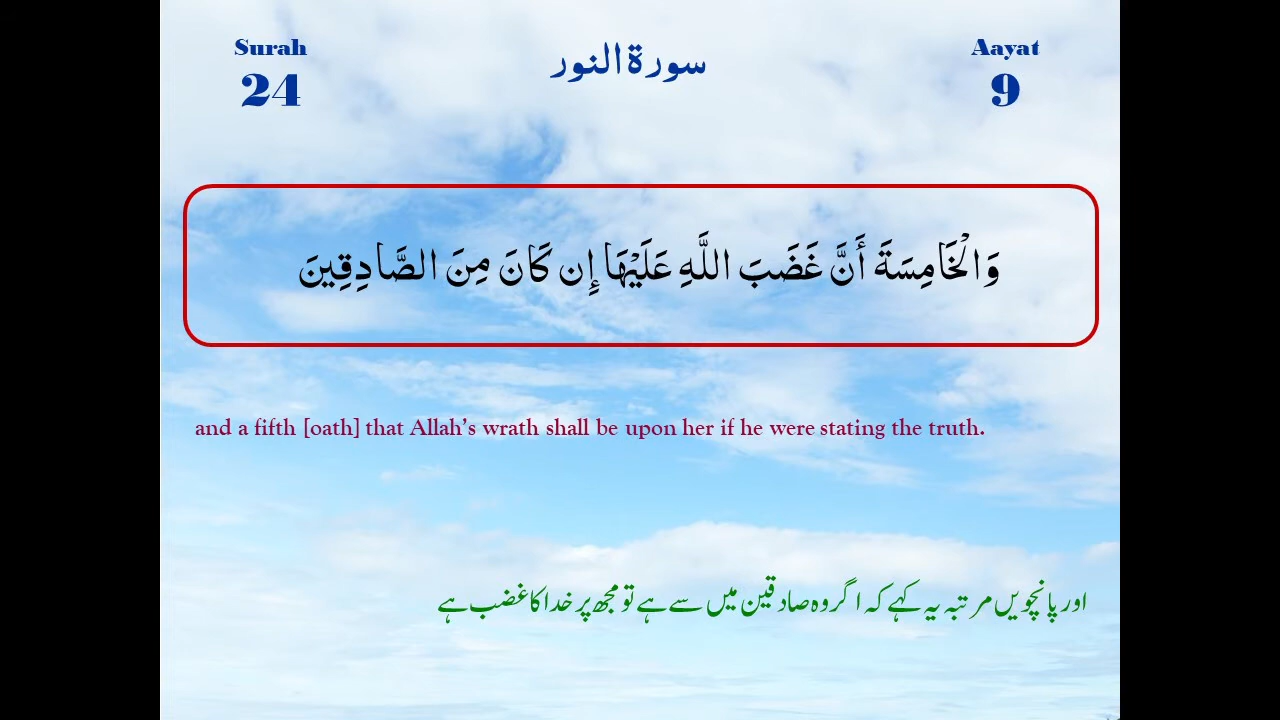 Surah
24
سورة النور
Aayat
9
وَالْخَامِسَةَ أَنَّ غَضَبَ اللَّهِ عَلَيْهَا إِن كَانَ مِنَ الصَّادِقِينَ
and a fifth [oath] that Allah’s wrath shall be upon her if he were stating the truth.
اور پانچویں مرتبہ یہ کہے کہ اگر وہ صادقین میں سے ہے تو مجھ پر خدا کا غضب ہے